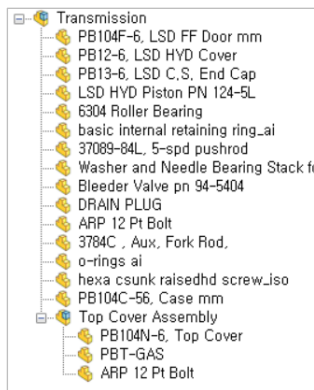 Transmission
PB104F-6, LSD FF Door mm
PB12-6, LSD HYD Cover
PB13-6, LSD C,S, End Cap
LSD HYD Piston PN 124-5L
6304 Roller Bearing
basic internal retaining ring_ai
37089-84L, 5-spd pushrod
Washer and Needle Bearing Stack f
Bleeder Valve pn 94-5404
DRAIN PLUG
ARP 12 Pt Bolt
3784C , Aux, Fork Rod,
o-rings ai
hexa csunk raisedhd screw_iso
PB104C-56, Case mm
Top Cover Assembly
PB104N-6, Top Cover
PBT-GAS
ARP 12 Pt Bolt